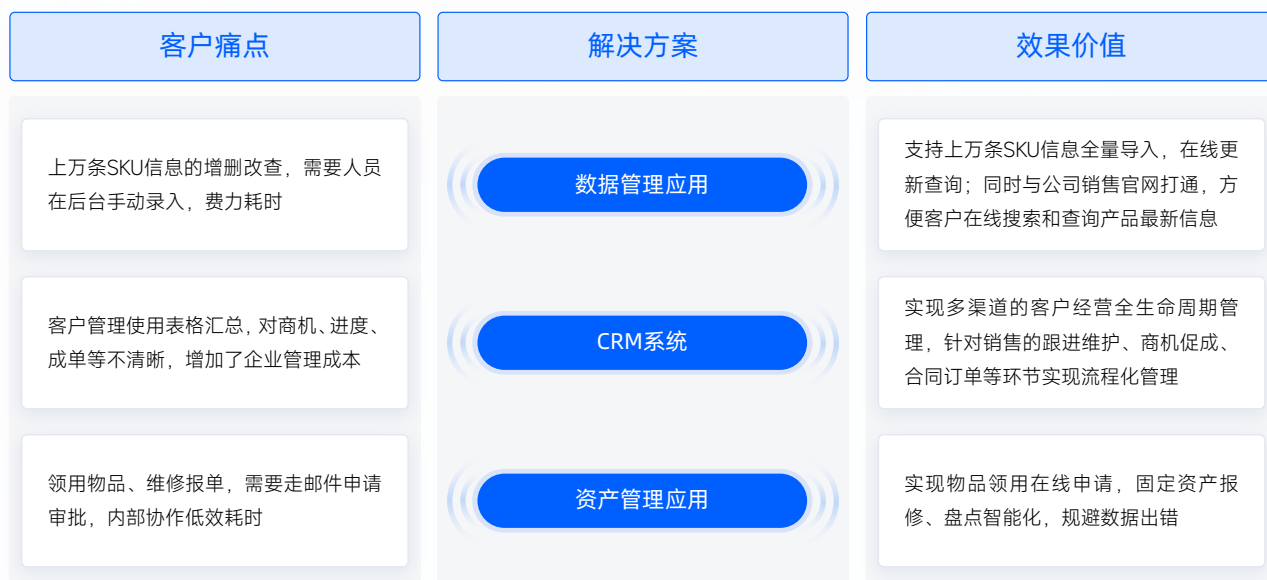 客户痛点
解决方案
效果价值
上万条SKU信息的增删改查，需要人员
在后台手动录入，费力耗时
数据管理应用
支持上万条SKU信息全量导入，在线更
新查询；同时与公司销售官网打通，方
便客户在线搜索和查询产品最新信息
客户管理使用表格汇总，对商机、进度、
成单等不清晰，增加了企业管理成本
CRM系统
实现多渠道的客户经营全生命周期管
理，针对销售的跟进维护、商机促成、
合同订单等环节实现流程化管理
领用物品、维修报单，需要走邮件申请
审批，内部协作低效耗时
资产管理应用
实现物品领用在线申请，固定资产报
修、盘点智能化，规避数据出错